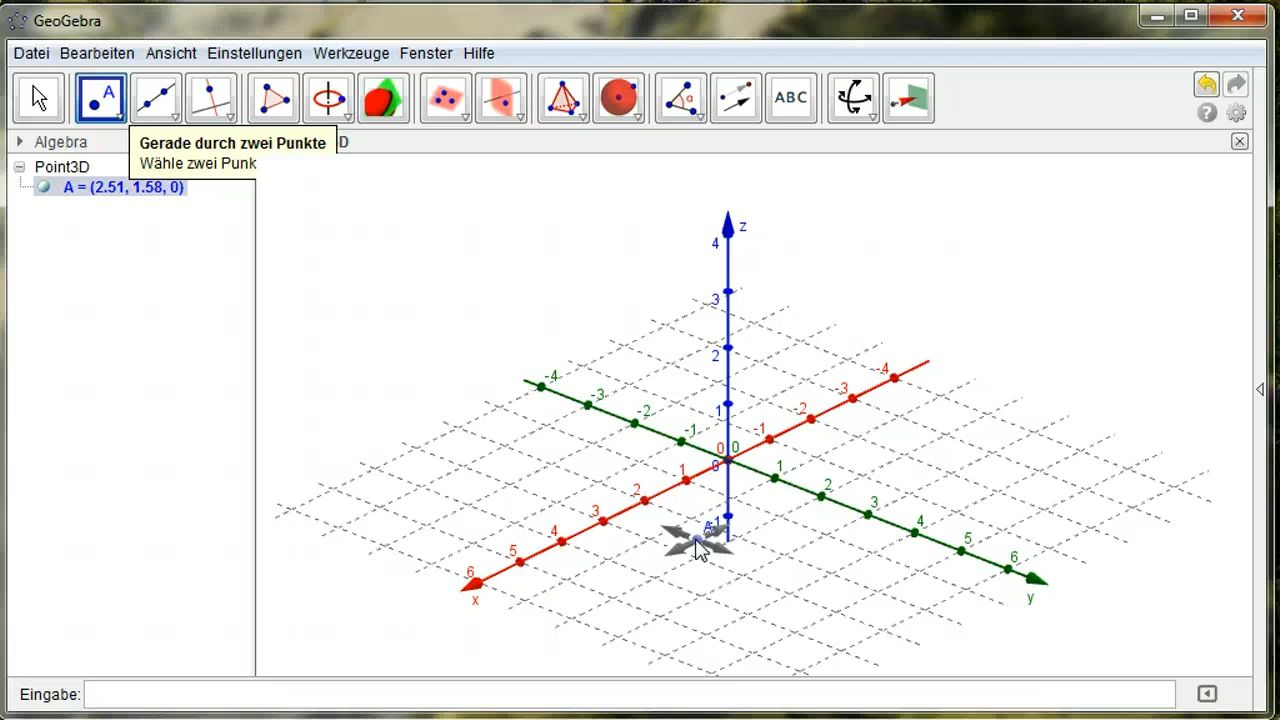 GeoGebra
Datei Bearbeiten Ansicht Einstellungen Werkzeuge Fenster Hilfe
A
α
ABC
Algebra
D
Gerade durch zwei Punkte
Wähle zwei Punk
Point3D
A = (2.51, 1.58, 0)
z
4
3
2
1
0
-1
-4
-3
-2
-1
0
1
2
3
4
5
6
y
-4
-3
-2
-1
0
1
2
3
4
5
6
x
A
Eingabe: